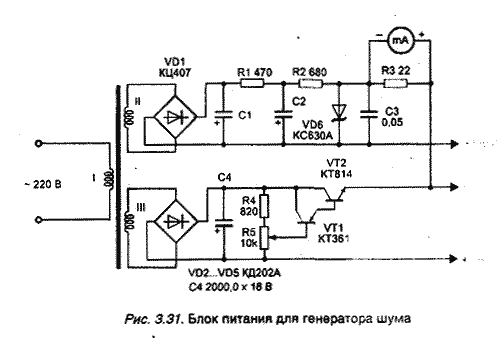 VD1
КЦ407
R1 470
R2 680
mA
R3 22
II
C1
C2
VD6
КС630А
C3
0,05
~ 220 В
I
III
C4
R4
820
R5
10k
VT2
КТ814
VT1
КТ361
VD2...VD5 КД202А
C4 2000,0 x 16 В
Рис. 3.31. Блок питания для генератора шума